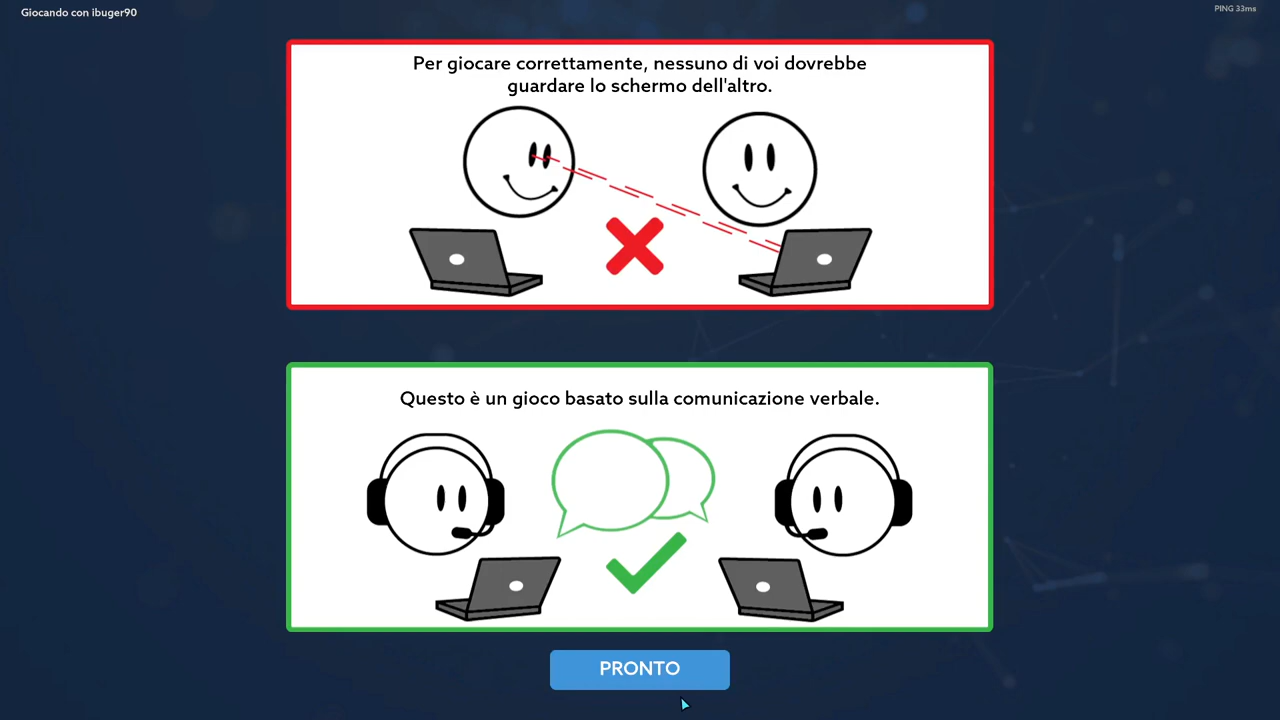 Giocando con ibuger90
PING 33ms
Per giocare correttamente, nessuno di voi dovrebbe
guardare lo schermo dell'altro.
Questo è un gioco basato sulla comunicazione verbale.
PRONTO